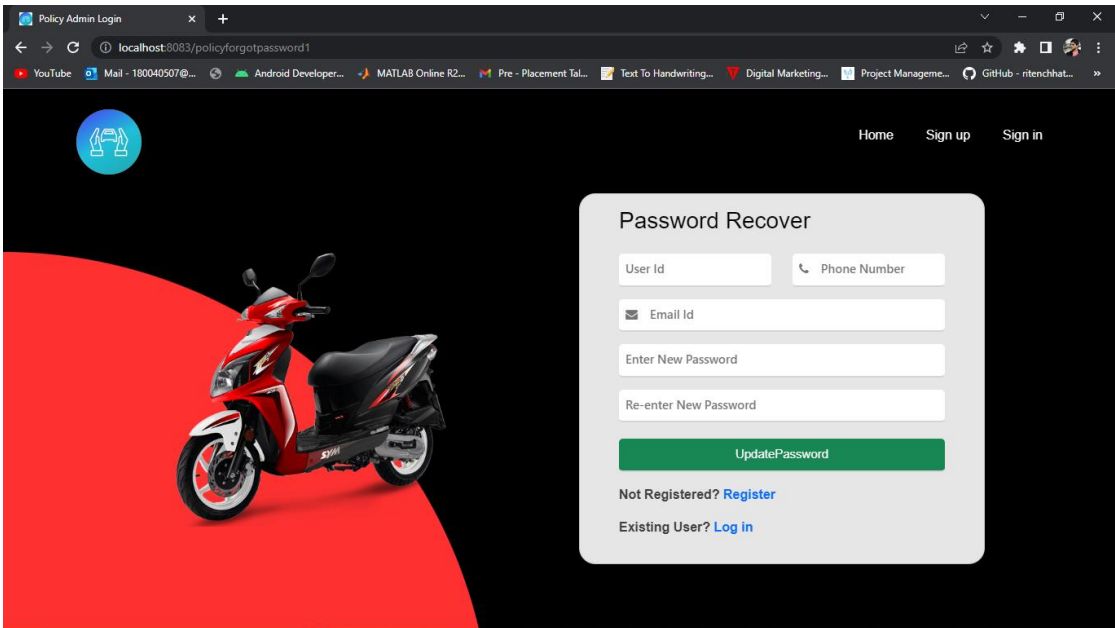 Policy Admin Login
localhost:8083/policyforgotpassword1
YouTube Mail - 180040507@... Android Developer... MATLAB Online R2... Pre - Placement Tal... Text To Handwriting... Digital Marketing... Project Manageme... GitHub - ritenchhat... »
Home Sign up Sign in
Password Recover
User Id Phone Number
Email Id
Enter New Password
Re-enter New Password
UpdatePassword
Not Registered? Register
Existing User? Log in
SYM